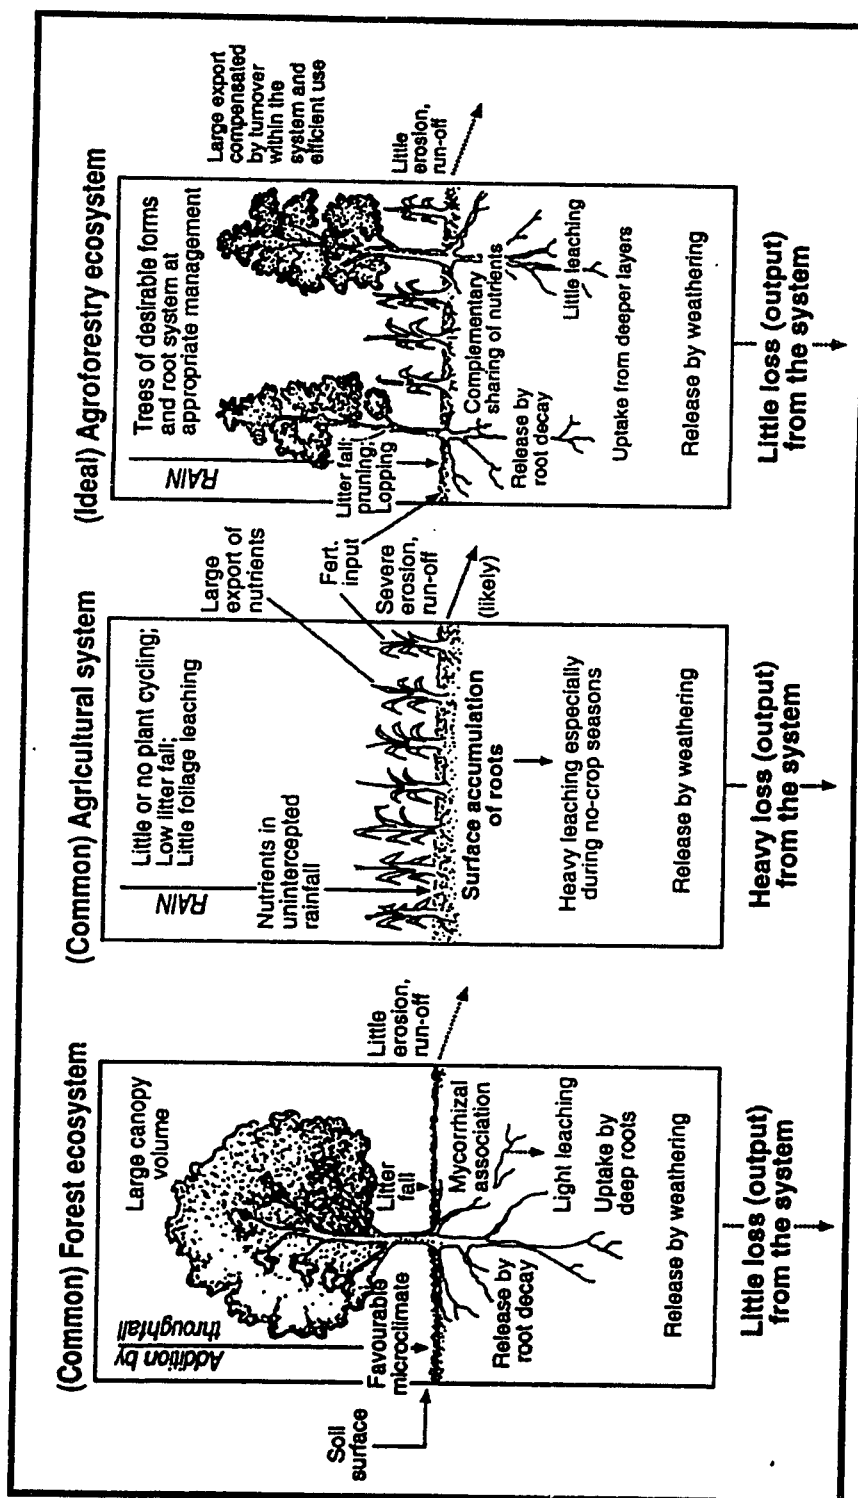 (Common) Forest ecosystem
Addition by
throughfall
Large canopy
volume
Favourable
microclimate
Litter
fall
Soil
surface
Little
erosion,
run-off
Release by
root decay
Mycorrhizal
association
Light leaching
Uptake by
deep roots
Release by weathering
Little loss (output)
from the system
(Common) Agricultural system
RAIN
Little or no plant cycling;
Low litter fall;
Little foliage leaching
Nutrients in
unintercepted
rainfall
Large
export of
nutrients
Fert.
input
Severe
erosion,
run-off
(likely)
Surface accumulation
of roots
Heavy leaching especially
during no-crop seasons
Release by weathering
Heavy loss (output)
from the system
(Ideal) Agroforestry ecosystem
RAIN
Trees of desirable forms
and root system at
appropriate management
Large export
compensated
by turnover
within the
system and
efficient use
Litter fall;
pruning;
Lopping
Little
erosion,
run-off
Release by
root decay
Complementary
sharing of nutrients
Little leaching
Uptake from deeper layers
Release by weathering
Little loss (output)
from the system